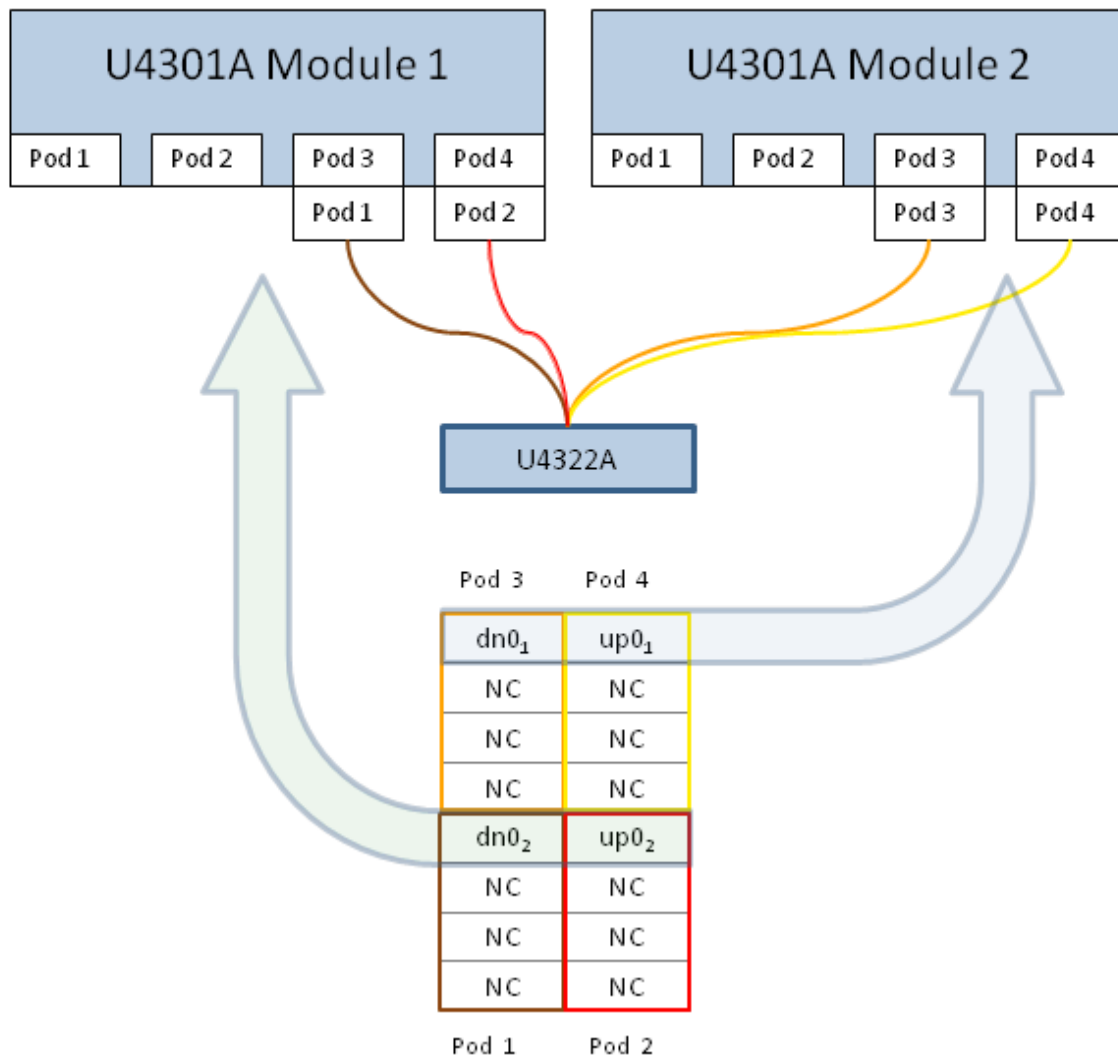 U4301A Module 1 U4301A Module 2
Pod 1 Pod 2 Pod 3 Pod 4 Pod 1 Pod 2 Pod 3 Pod 4
Pod 1 Pod 2 Pod 3 Pod 4
U4322A
Pod 3 Pod 4
dn0₁ up0₁
NC NC
NC NC
NC NC
dn0₂ up0₂
NC NC
NC NC
NC NC
Pod 1 Pod 2